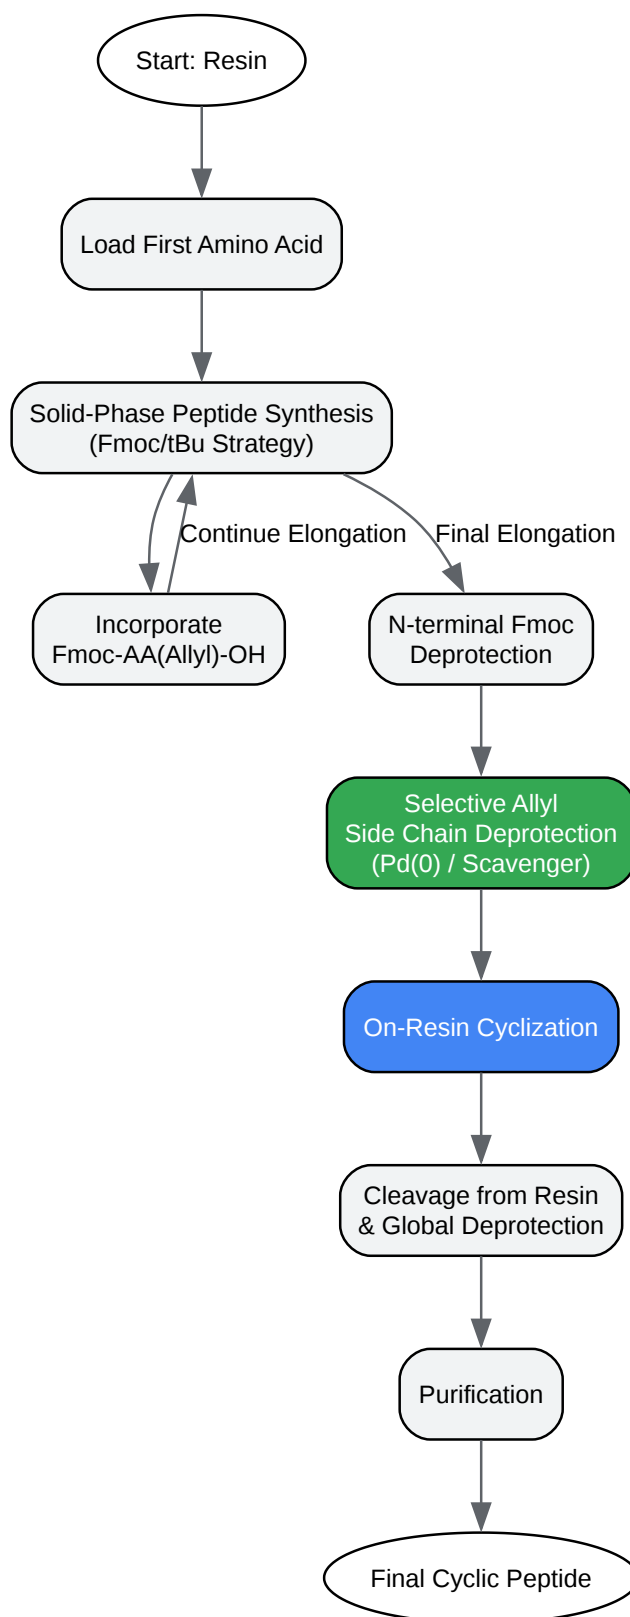 Start: Resin
Load First Amino Acid
Solid-Phase Peptide Synthesis
(Fmoc/tBu Strategy)
Continue Elongation
Final Elongation
Incorporate
Fmoc-AA(Allyl)-OH
N-terminal Fmoc
Deprotection
Selective Allyl
Side Chain Deprotection
(Pd(0) / Scavenger)
On-Resin Cyclization
Cleavage from Resin
& Global Deprotection
Purification
Final Cyclic Peptide